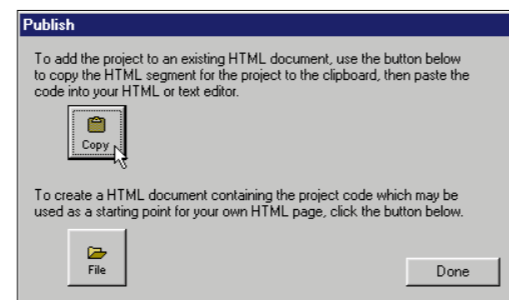 Publish
To add the project to an existing HTML document, use the button below
to copy the HTML segment for the project to the clipboard, then paste the
code into your HTML or text editor.
Copy
To create a HTML document containing the project code which may be
used as a starting point for your own HTML page, click the button below.
File
Done